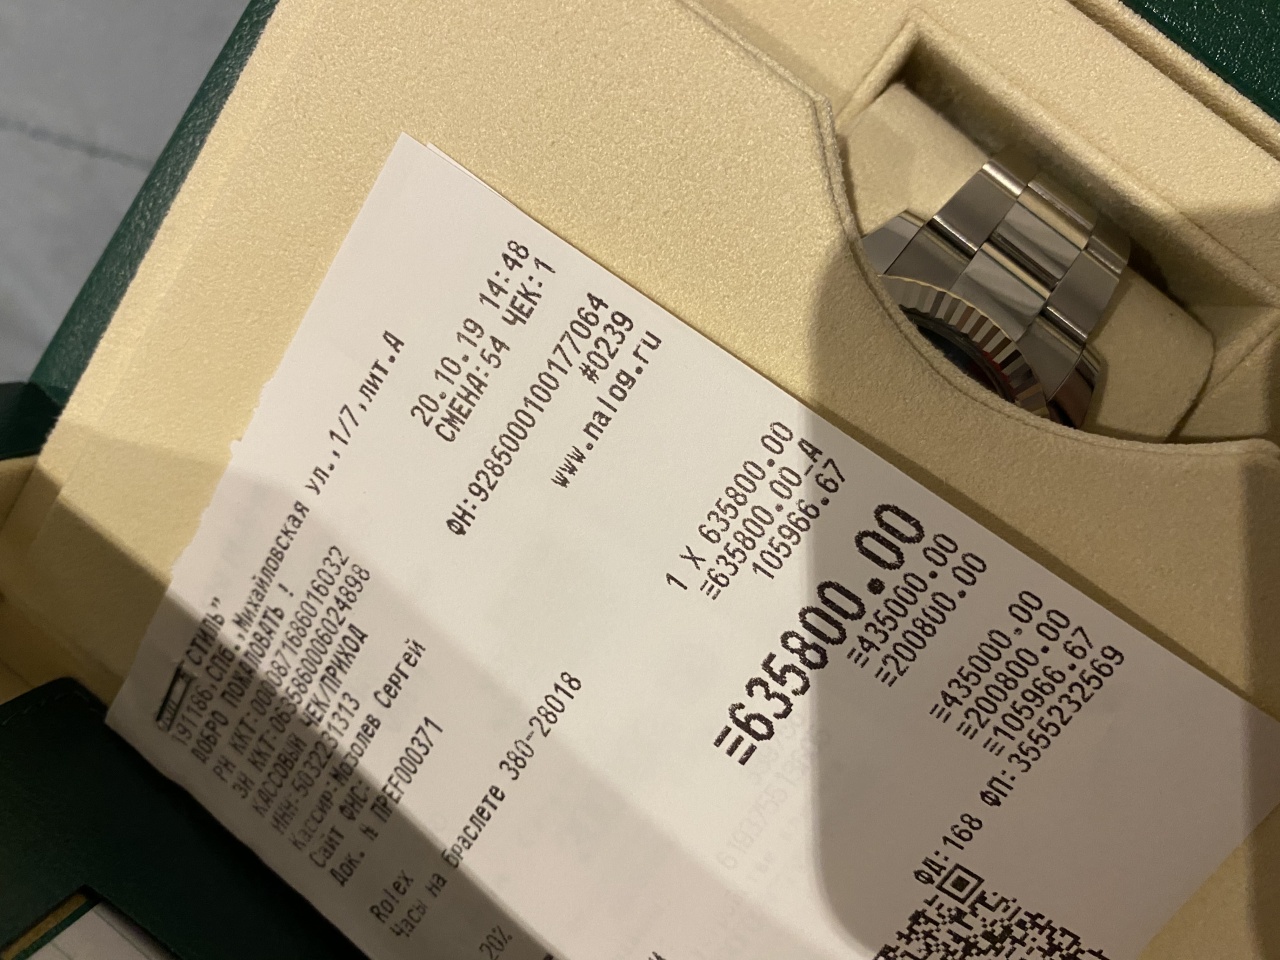 СТИЛЬ"
191186,СПб,Михайловская ул.,1/7,лит.А
ДОБРО ПОЖАЛОВАТЬ !
РН ККТ:0000871686016032 20.10.19 14:48
ЗН ККТ: СМЕНА:54 ЧЕК:1
КАССОВЫЙ ЧЕК/ПРИХОД
ИНН:5032231313 ФН:9285000100177064
Кассир:Мозолев Сергей #0239
Сайт ФНС: www.nalog.ru
Док. N ПРЕF000371
Rolex
Часы на браслете 380-28018
1 X 635800.00
≡635800.00_А
20% 105966.67
≡635800.00
≡435000.00
≡200800.00
≡435000.00
≡200800.00
≡105966.67
ФД:168 ФП:3555232569